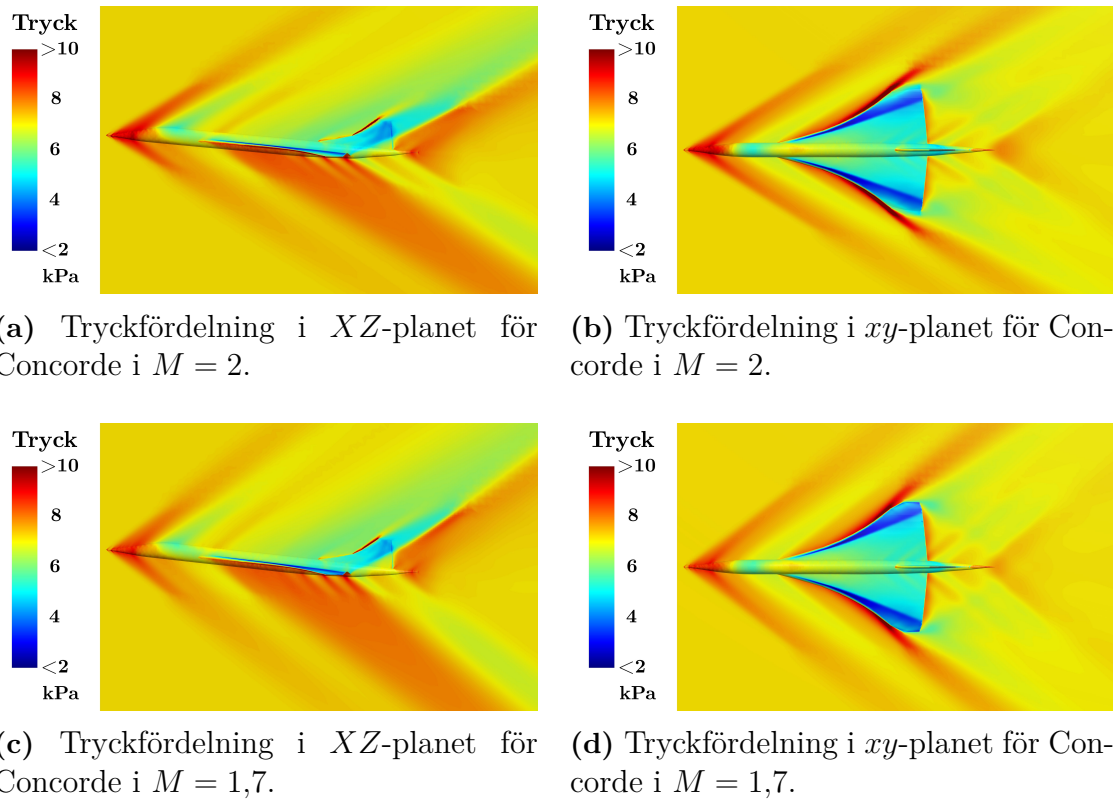 Tryck
>10
8
6
4
<2
kPa
(a) Tryckfördelning i XZ-planet för
Concorde i M = 2.
Tryck
>10
8
6
4
<2
kPa
(b) Tryckfördelning i xy-planet för Con-
corde i M = 2.
Tryck
>10
8
6
4
<2
kPa
(c) Tryckfördelning i XZ-planet för
Concorde i M = 1,7.
Tryck
>10
8
6
4
<2
kPa
(d) Tryckfördelning i xy-planet för Con-
corde i M = 1,7.